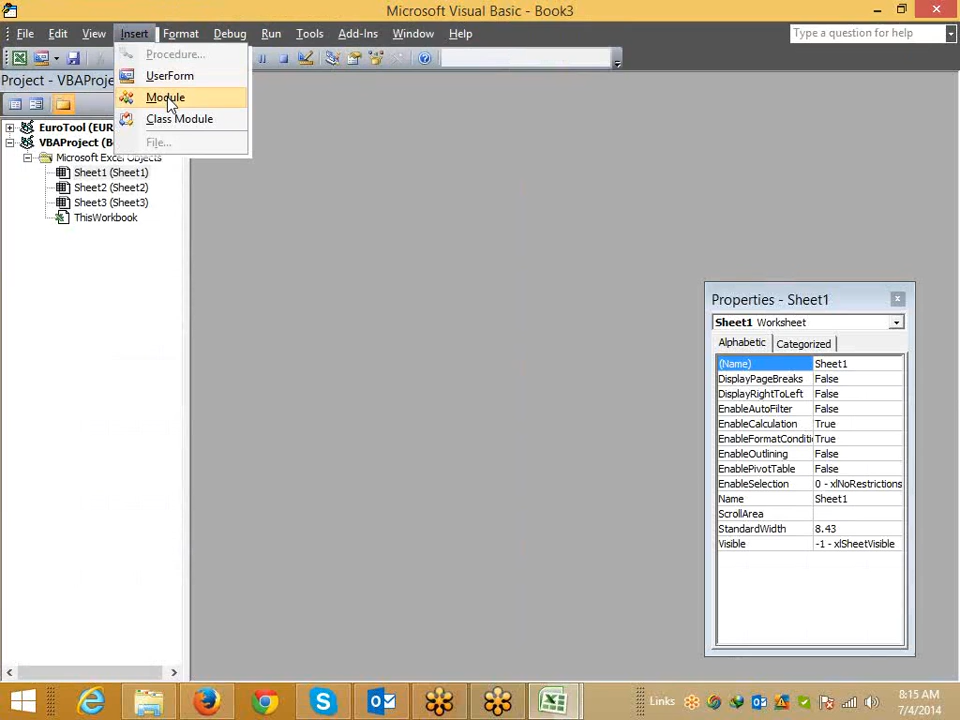 Microsoft Visual Basic - Book3
File Edit View Insert Format Debug Run Tools Add-Ins Window Help
Type a question for help
Procedure...
UserForm
Module
Class Module
File...
Project - VBAProje
EuroTool (EUR
VBAProject (B
Microsoft Excel Objects
Sheet1 (Sheet1)
Sheet2 (Sheet2)
Sheet3 (Sheet3)
ThisWorkbook
Properties - Sheet1
Sheet1 Worksheet
Alphabetic Categorized
(Name) Sheet1
DisplayPageBreaks False
DisplayRightToLeft False
EnableAutoFilter False
EnableCalculation True
EnableFormatConditi True
EnableOutlining False
EnablePivotTable False
EnableSelection 0 - xlNoRestrictions
Name Sheet1
ScrollArea
StandardWidth 8.43
Visible -1 - xlSheetVisible
Links
8:15 AM
7/4/2014